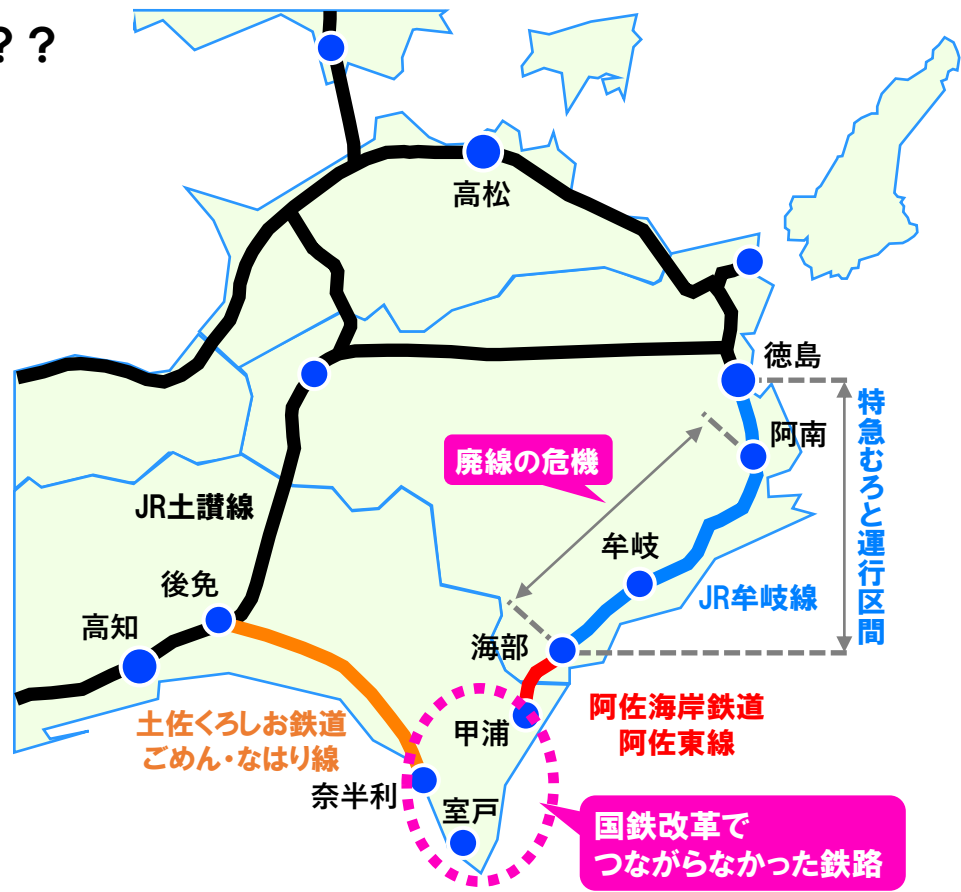 ？？
高松
徳島
阿南
特急むろと運行区間
廃線の危機
JR土讃線
牟岐
JR牟岐線
後免
高知
海部
阿佐海岸鉄道
阿佐東線
土佐くろしお鉄道
ごめん・なはり線
甲浦
奈半利
室戸
国鉄改革で
つながらなかった鉄路